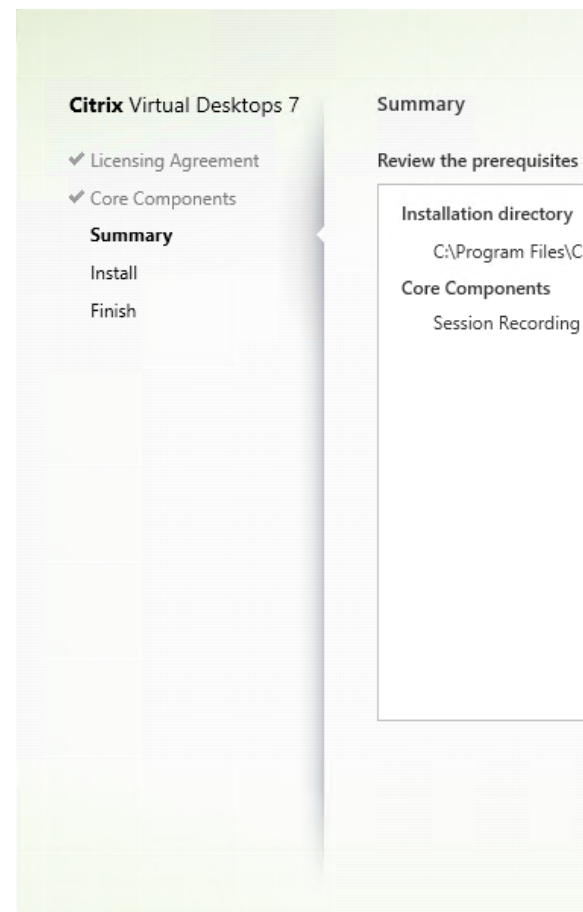 Citrix Virtual Desktops 7
✔ Licensing Agreement
✔ Core Components
Summary
Install
Finish
Summary
Review the prerequisites
Installation directory
C:\Program Files\C
Core Components
Session Recording